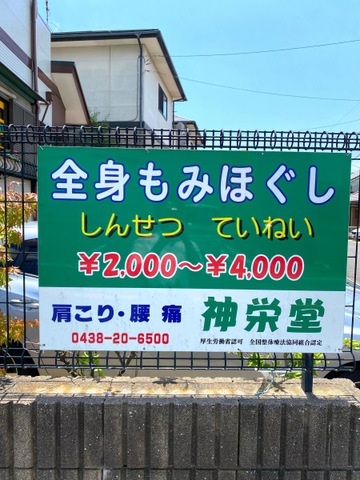 全身もみほぐし
しんせつ ていねい
¥2,000～¥4,000
肩こり・腰痛 神栄堂
0438-20-6500 厚生労働省認可 全国整体療法協同組合認定